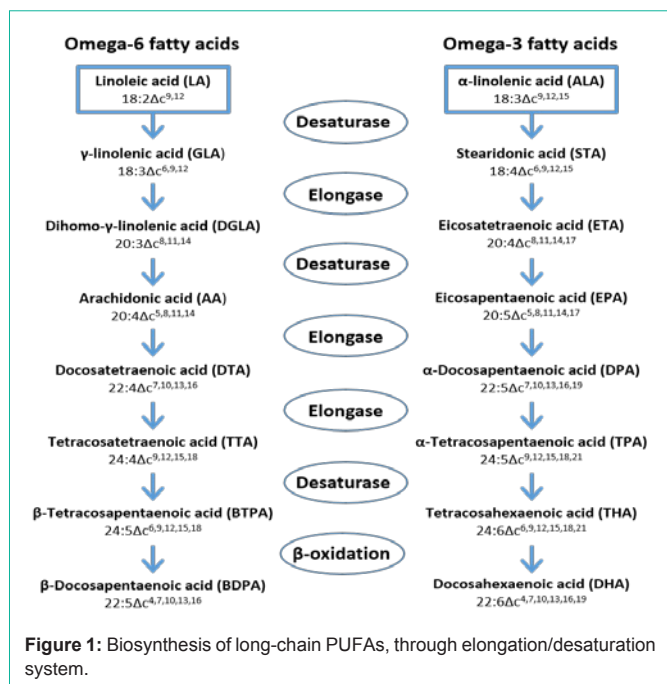 Omega-6 fatty acids
Linoleic acid (LA)
18:2Δc9,12
γ-linolenic acid (GLA)
18:3Δc6,9,12
Dihomo-γ-linolenic acid (DGLA)
20:3Δc8,11,14
Arachidonic acid (AA)
20:4Δc5,8,11,14
Docosatetraenoic acid (DTA)
22:4Δc7,10,13,16
Tetracosatetraenoic acid (TTA)
24:4Δc9,12,15,18
β-Tetracosapentaenoic acid (BTPA)
24:5Δc6,9,12,15,18
β-Docosapentaenoic acid (BDPA)
22:5Δc4,7,10,13,16
Desaturase
Elongase
Desaturase
Elongase
Elongase
Desaturase
β-oxidation
Omega-3 fatty acids
α-linolenic acid (ALA)
18:3Δc9,12,15
Stearidonic acid (STA)
18:4Δc6,9,12,15
Eicosatetraenoic acid (ETA)
20:4Δc8,11,14,17
Eicosapentaenoic acid (EPA)
20:5Δc5,8,11,14,17
α-Docosapentaenoic acid (DPA)
22:5Δc7,10,13,16,19
α-Tetracosapentaenoic acid (TPA)
24:5Δc9,12,15,18,21
Tetracosahexaenoic acid (THA)
24:6Δc6,9,12,15,18,21
Docosahexaenoic acid (DHA)
22:6Δc4,7,10,13,16,19
Figure 1: Biosynthesis of long-chain PUFAs, through elongation/desaturation
system.